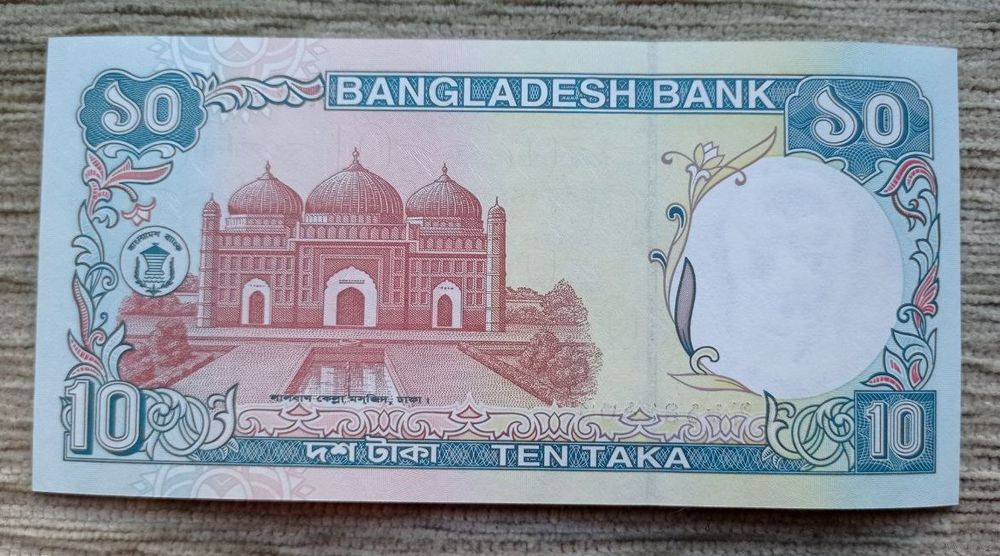 ১০ BANGLADESH BANK ১০
বাংলাদেশ ব্যাংক
লালবাগ কেল্লা মসজিদ, ঢাকা।
10 10
দশ টাকা TEN TAKA